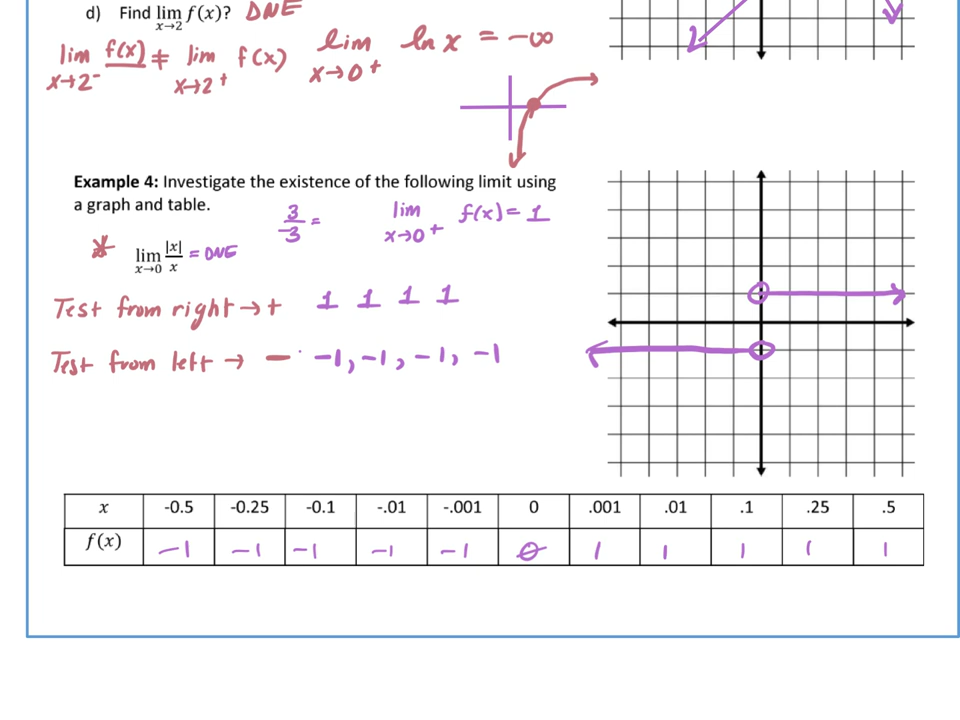 d) Find lim x→2 f(x)? DNE
lim x→2⁻ f(x) ≠ lim x→2⁺ f(x) lim x→0⁺ ln x = -∞
Example 4: Investigate the existence of the following limit using
a graph and table.
3/-3 = lim x→0⁺ f(x) = 1
* lim x→0 |x|/x = DNE
Test from right → + 1 1 1 1
Test from left → - -1, -1, -1, -1
x -0.5 -0.25 -0.1 -.01 -.001 0 .001 .01 .1 .25 .5
f(x) -1 -1 -1 -1 -1 ∅ 1 1 1 1 1